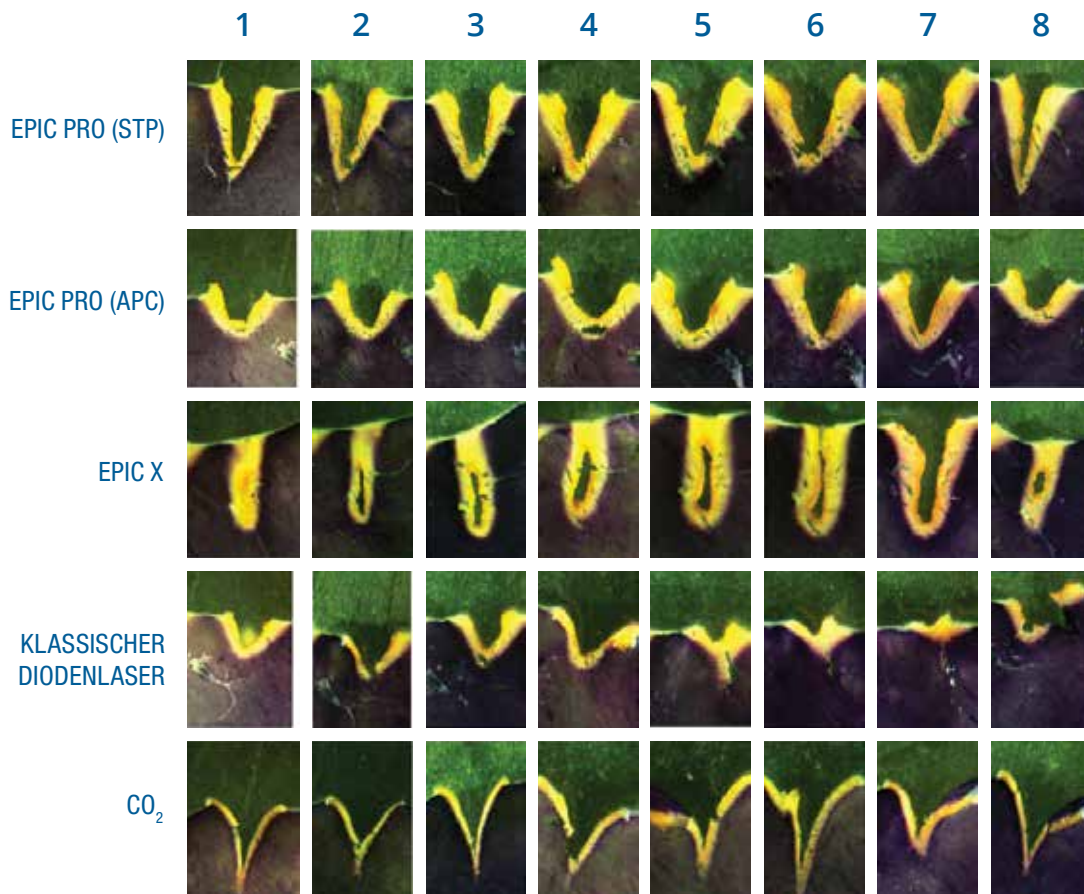 1 2 3 4 5 6 7 8
EPIC PRO (STP)
EPIC PRO (APC)
EPIC X
KLASSISCHER
DIODENLASER
CO₂